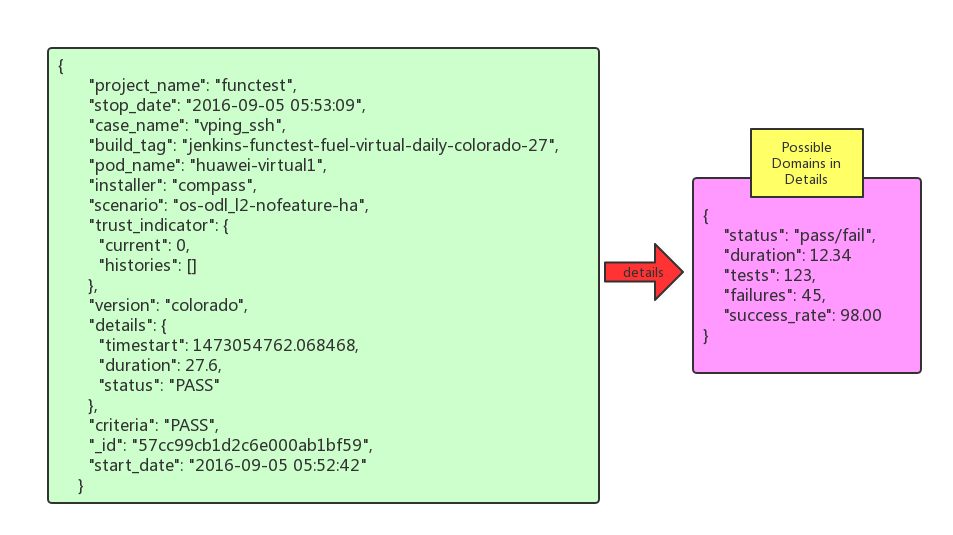 {
"project_name": "functest",
"stop_date": "2016-09-05 05:53:09",
"case_name": "vping_ssh",
"build_tag": "jenkins-functest-fuel-virtual-daily-colorado-27",
"pod_name": "huawei-virtual1",
"installer": "compass",
"scenario": "os-odl_l2-nofeature-ha",
"trust_indicator": {
"current": 0,
"histories": []
},
"version": "colorado",
"details": {
"timestart": 1473054762.068468,
"duration": 27.6,
"status": "PASS"
},
"criteria": "PASS",
"_id": "57cc99cb1d2c6e000ab1bf59",
"start_date": "2016-09-05 05:52:42"
}
details
Possible
Domains in
Details
{
"status": "pass/fail",
"duration": 12.34
"tests": 123,
"failures": 45,
"success_rate": 98.00
}